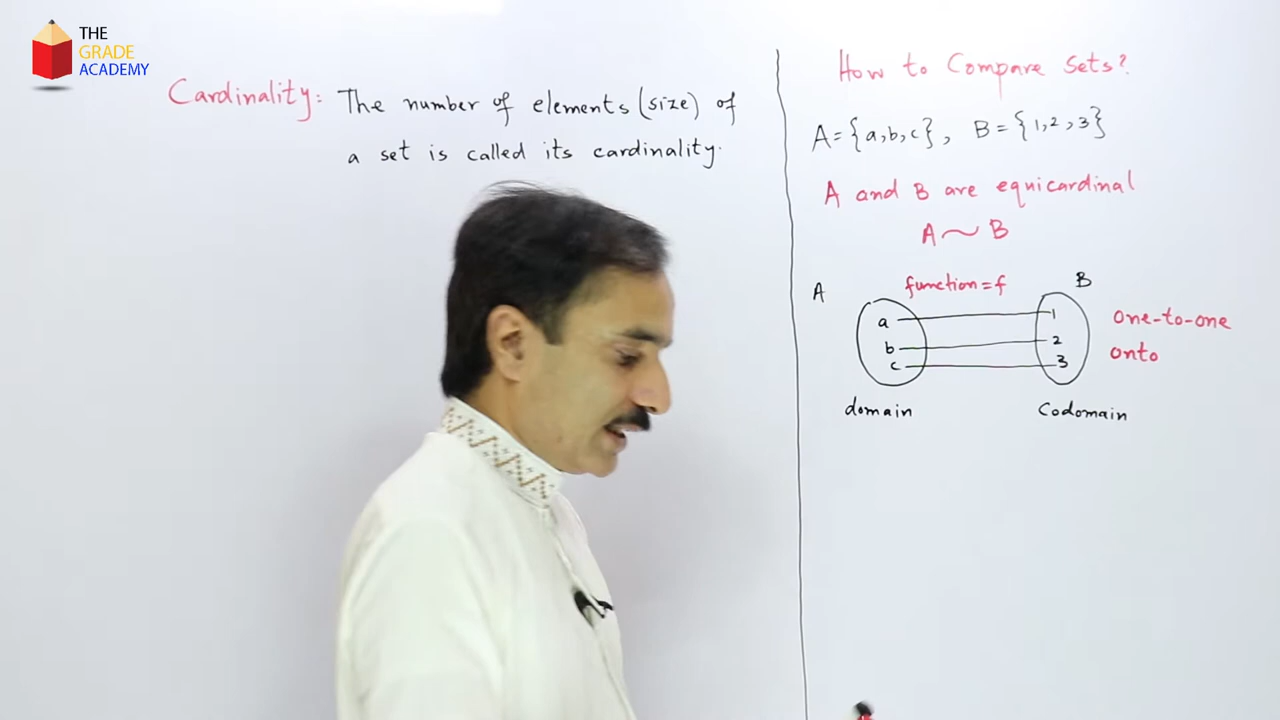 THE
GRADE
ACADEMY
Cardinality: The number of elements (size) of
a set is called its cardinality.
How to Compare Sets?
A={a,b,c}, B={1,2,3}
A and B are equicardinal
A~B
A function=f B
a 1 one-to-one
b 2 onto
c 3
domain Codomain